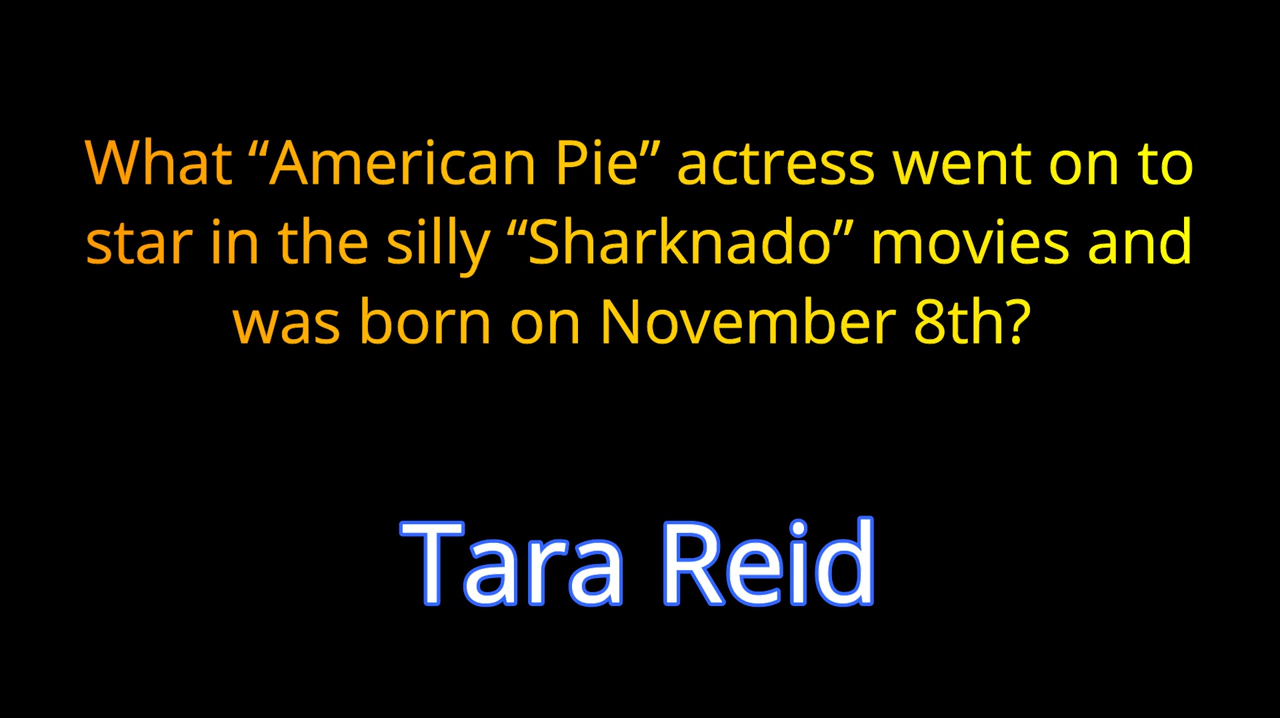 What “American Pie” actress went on to
star in the silly “Sharknado” movies and
was born on November 8th?
Tara Reid